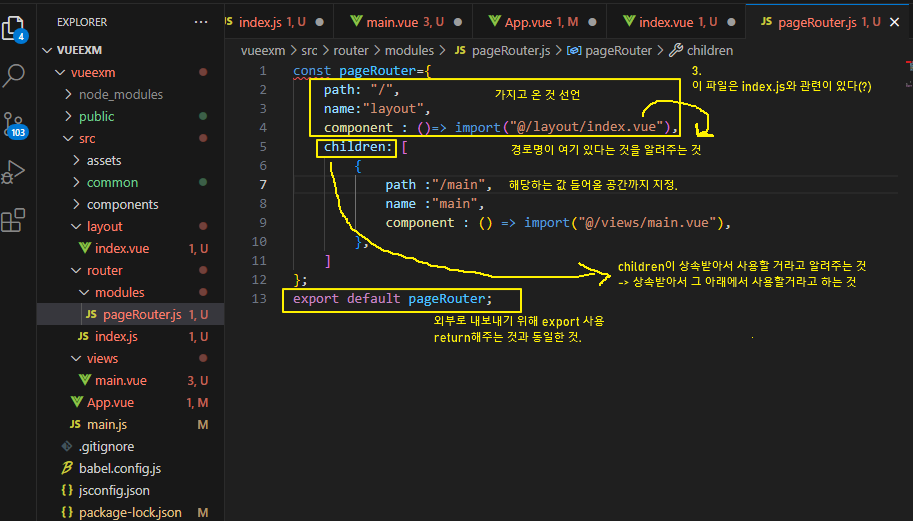 EXPLORER
...
index.js 1, U
main.vue 3, U
App.vue 1, M
index.vue 1, U
pageRouter.js 1, U
vueexm > src > router > modules > JS pageRouter.js > pageRouter > children
VUEEXM
vueexm
node_modules
public
src
assets
common
components
layout
index.vue 1, U
router
modules
JS pageRouter.js 1, U
JS index.js 1, U
views
main.vue 3, U
App.vue 1, M
JS main.js M
.gitignore
babel.config.js
{} jsconfig.json
{} package-lock.json M
4
103
1 const pageRouter={
2 path: "/",
3 name:"layout",
4 component : ()=> import("@/layout/index.vue"),
5 children: [
6 {
7 path :"/main",
8 name :"main",
9 component : () => import("@/views/main.vue"),
10 },
11 ]
12 };
13 export default pageRouter;
3.
이 파일은 index.js와 관련이 있다(?)
가지고 온 것 선언
경로명이 여기 있다는 것을 알려주는 것
해당하는 값 들어올 공간까지 지정.
children이 상속받아서 사용할 거라고 알려주는 것
-> 상속받아서 그 아래에서 사용할거라고 하는 것
외부로 내보내기 위해 export 사용
return해주는 것과 동일한 것.